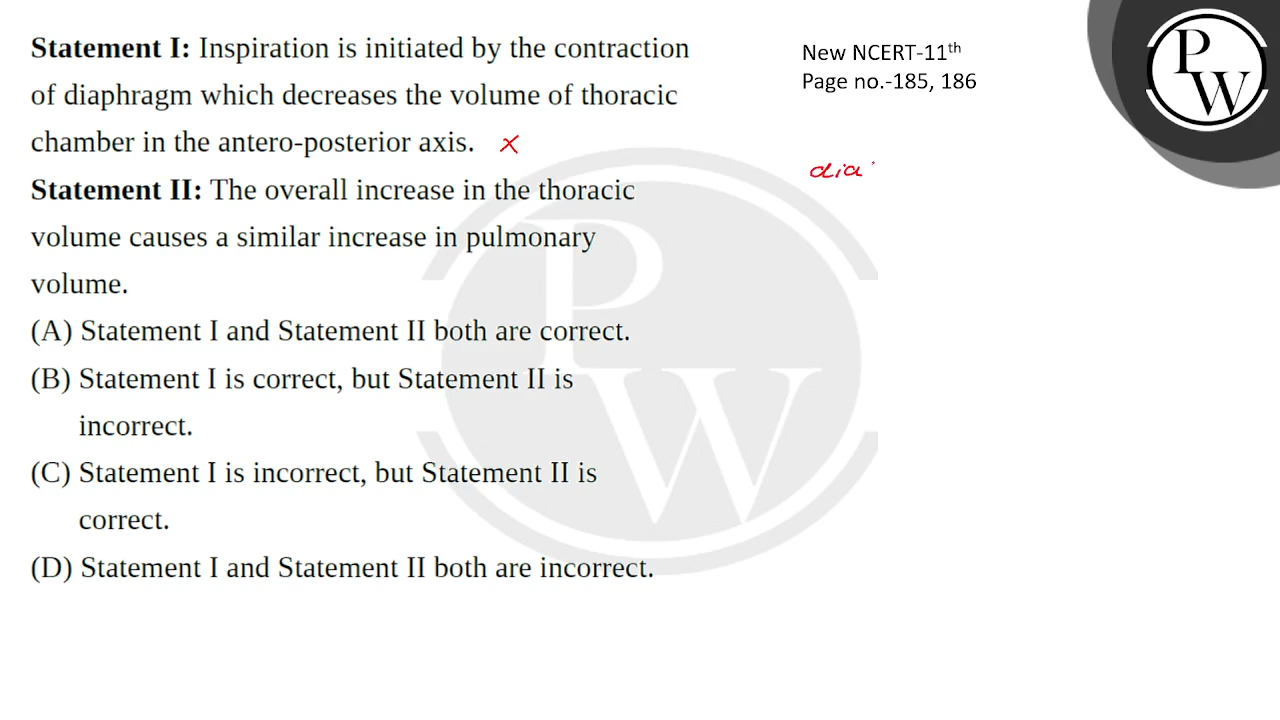 Statement I: Inspiration is initiated by the contraction
of diaphragm which decreases the volume of thoracic
chamber in the antero-posterior axis. ×
Statement II: The overall increase in the thoracic
volume causes a similar increase in pulmonary
volume.
(A) Statement I and Statement II both are correct.
(B) Statement I is correct, but Statement II is
incorrect.
(C) Statement I is incorrect, but Statement II is
correct.
(D) Statement I and Statement II both are incorrect.
New NCERT-11th
Page no.-185, 186
dia
P
W
P
W